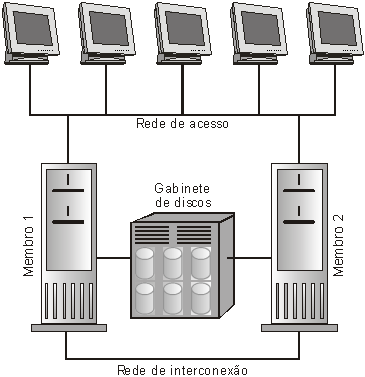 Rede de acesso
Gabinete
de discos
Membro 1
Membro 2
Rede de interconexão